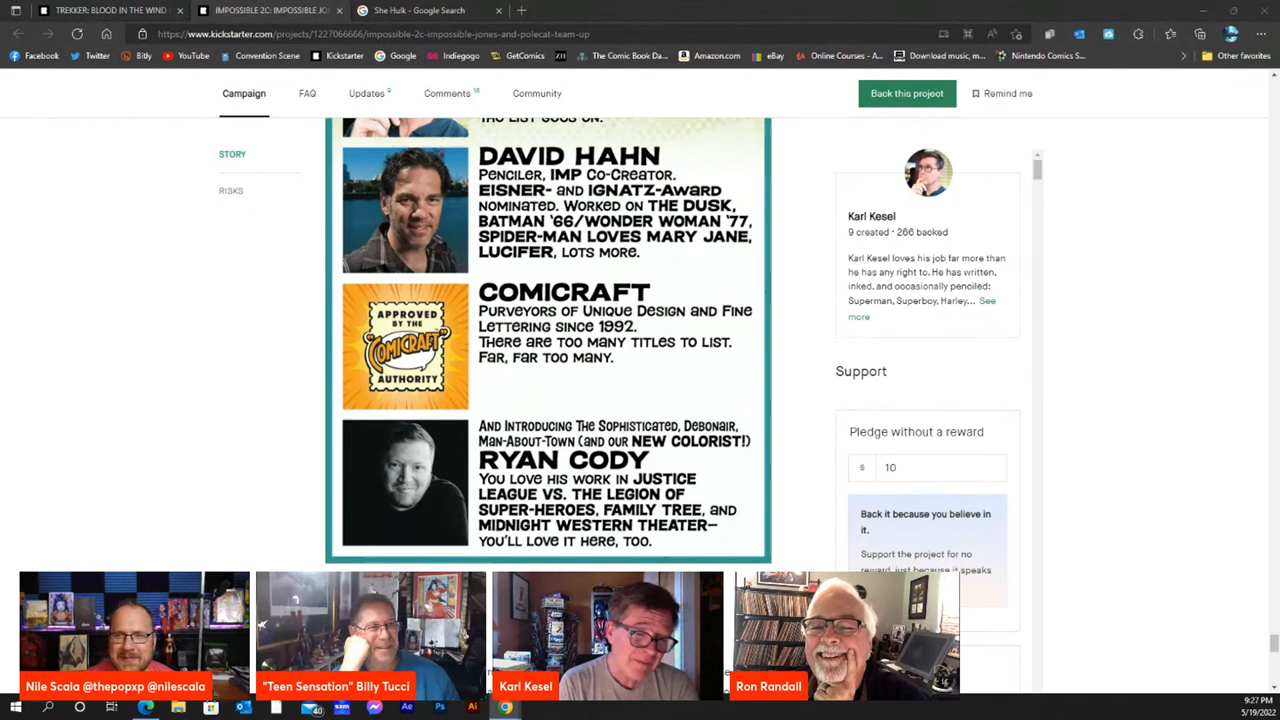 TREKKER: BLOOD IN THE WIND
IMPOSSIBLE 2C: IMPOSSIBLE JO
She Hulk - Google Search
https://www.kickstarter.com/projects/1227066666/impossible-2c-impossible-jones-and-polecat-team-up
Facebook
Twitter
Bitly
YouTube
Convention Scene
Kickstarter
Google
Indiegogo
GetComics
The Comic Book Da...
Amazon.com
eBay
Online Courses - A...
Download music, m...
Nintendo Comics S...
Other favorites
Campaign
FAQ
Updates 9
Comments 18
Community
Back this project
Remind me
STORY
RISKS
THO LIST GOES ON.
DAVID HAHN
PENCILER, IMP CO-CREATOR.
EISNER- AND IGNATZ-AWARD
NOMINATED. WORKED ON THE DUSK,
BATMAN '66/WONDER WOMAN '77,
SPIDER-MAN LOVES MARY JANE,
LUCIFER, LOTS MORE.
APPROVED
BY THE
COMICRAFT
AUTHORITY
COMICRAFT
PURVEYORS OF UNIQUE DESIGN AND FINE
LETTERING SINCE 1992.
THERE ARE TOO MANY TITLES TO LIST.
FAR, FAR TOO MANY.
AND INTRODUCING THE SOPHISTICATED, DEBONAIR,
MAN-ABOUT-TOWN (AND OUR NEW COLORIST!)
RYAN CODY
YOU LOVE HIS WORK IN JUSTICE
LEAGUE VS. THE LEGION OF
SUPER-HEROES, FAMILY TREE, AND
MIDNIGHT WESTERN THEATER—
YOU'LL LOVE IT HERE, TOO.
Karl Kesel
9 created · 266 backed
Karl Kesel loves his job far more than
he has any right to. He has written,
inked, and occasionally penciled:
Superman, Superboy, Harley... See
more
Support
Pledge without a reward
$ 10
Back it because you believe in
it.
Support the project for no
reward, just because it speaks
Nile Scala @thepopxp @nilescala
"Teen Sensation" Billy Tucci
Karl Kesel
Ron Randall
40
9:27 PM
5/19/2022